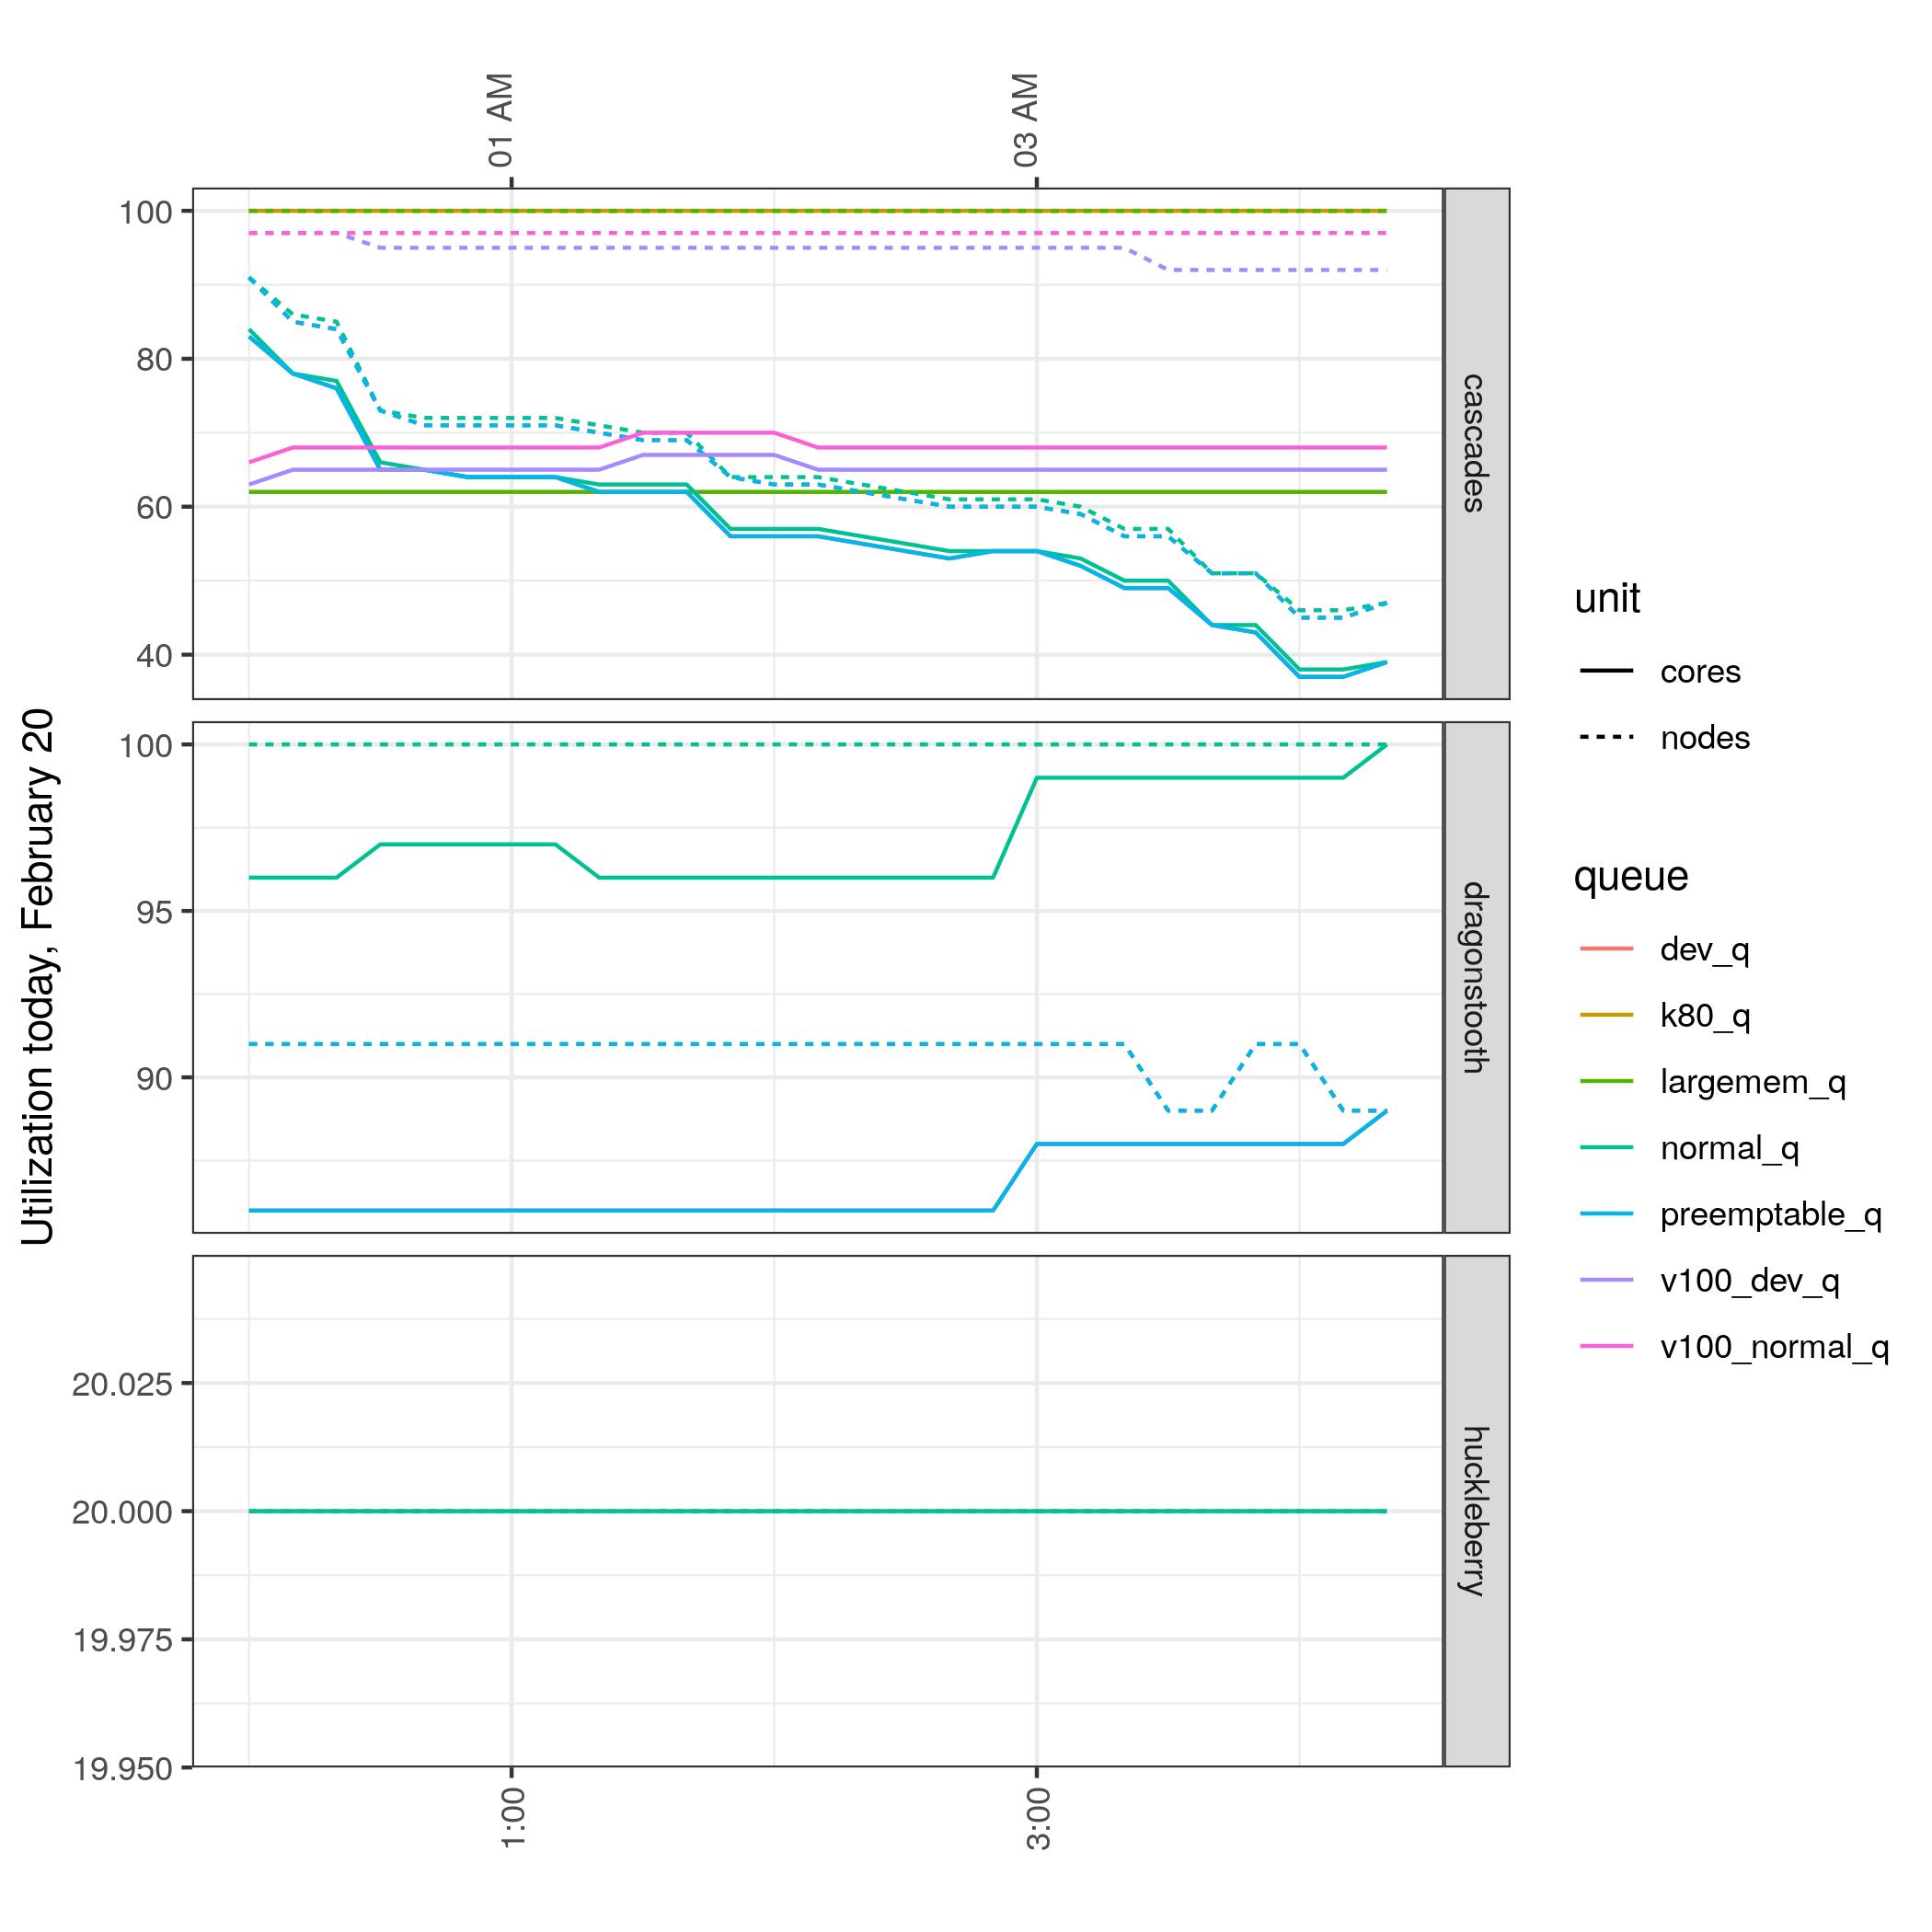 01 AM
03 AM
Utilization today, February 20
100
80
60
40
cascades
100
95
90
dragonstooth
20.025
20.000
19.975
19.950
huckleberry
1:00
3:00
unit
cores
nodes
queue
dev_q
k80_q
largemem_q
normal_q
preemptable_q
v100_dev_q
v100_normal_q